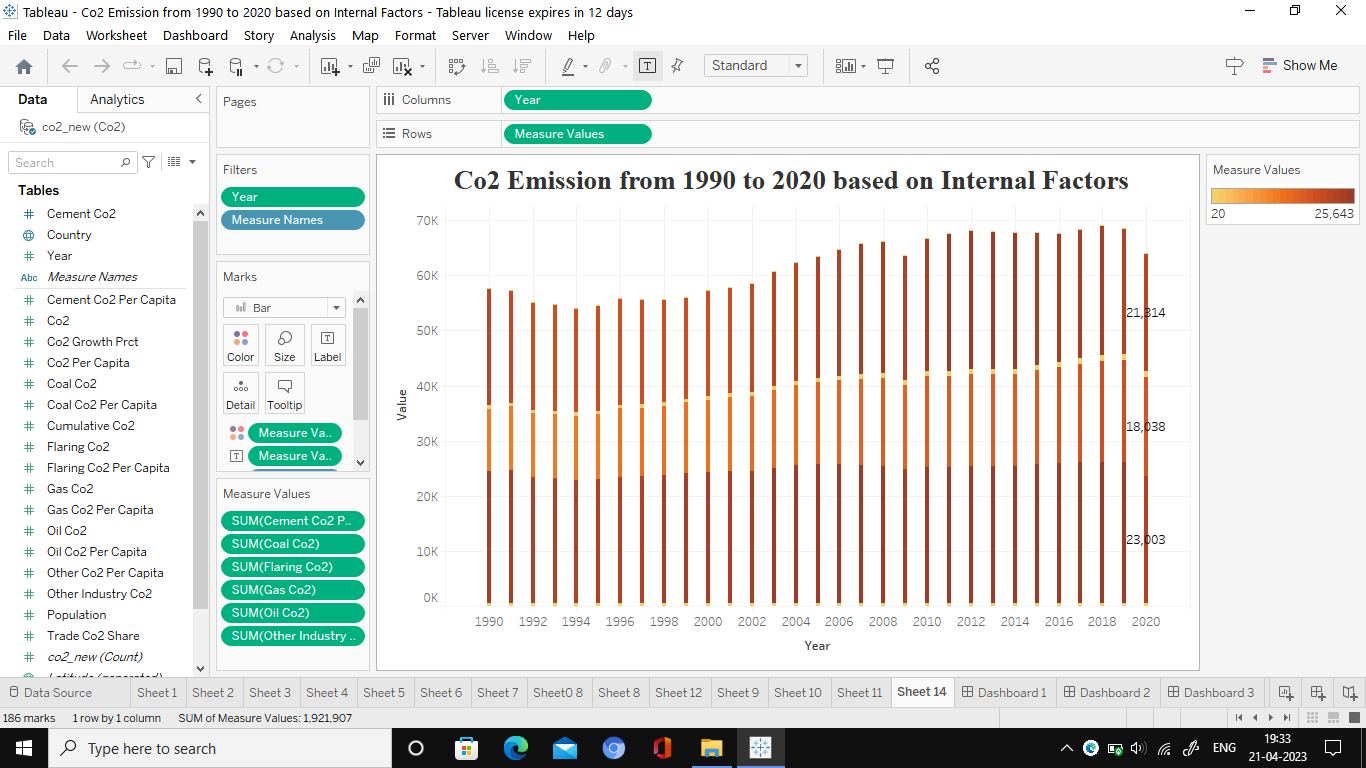 Tableau - Co2 Emission from 1990 to 2020 based on Internal Factors - Tableau license expires in 12 days
File Data Worksheet Dashboard Story Analysis Map Format Server Window Help
Standard
Show Me
Data Analytics
co2_new (Co2)
Search
Tables
Cement Co2
Country
Year
Abc Measure Names
Cement Co2 Per Capita
Co2
Co2 Growth Prct
Co2 Per Capita
Coal Co2
Coal Co2 Per Capita
Cumulative Co2
Flaring Co2
Flaring Co2 Per Capita
Gas Co2
Gas Co2 Per Capita
Oil Co2
Oil Co2 Per Capita
Other Co2 Per Capita
Other Industry Co2
Population
Trade Co2 Share
co2_new (Count)
Latitude (generated)
Pages
Filters
Year
Measure Names
Marks
Bar
Color Size Label
Detail Tooltip
Measure Va..
Measure Va..
Measure Values
SUM(Cement Co2 P..
SUM(Coal Co2)
SUM(Flaring Co2)
SUM(Gas Co2)
SUM(Oil Co2)
SUM(Other Industry ..
Columns Year
Rows Measure Values
Co2 Emission from 1990 to 2020 based on Internal Factors
70K
60K
50K
40K
30K
20K
10K
0K
Value
21,314
18,038
23,003
1990 1992 1994 1996 1998 2000 2002 2004 2006 2008 2010 2012 2014 2016 2018 2020
Year
Measure Values
20 25,643
Data Source Sheet 1 Sheet 2 Sheet 3 Sheet 4 Sheet 5 Sheet 6 Sheet 7 Sheet0 8 Sheet 8 Sheet 12 Sheet 9 Sheet 10 Sheet 11 Sheet 14 Dashboard 1 Dashboard 2 Dashboard 3
186 marks 1 row by 1 column SUM of Measure Values: 1,921,907
Type here to search
ENG
19:33
21-04-2023